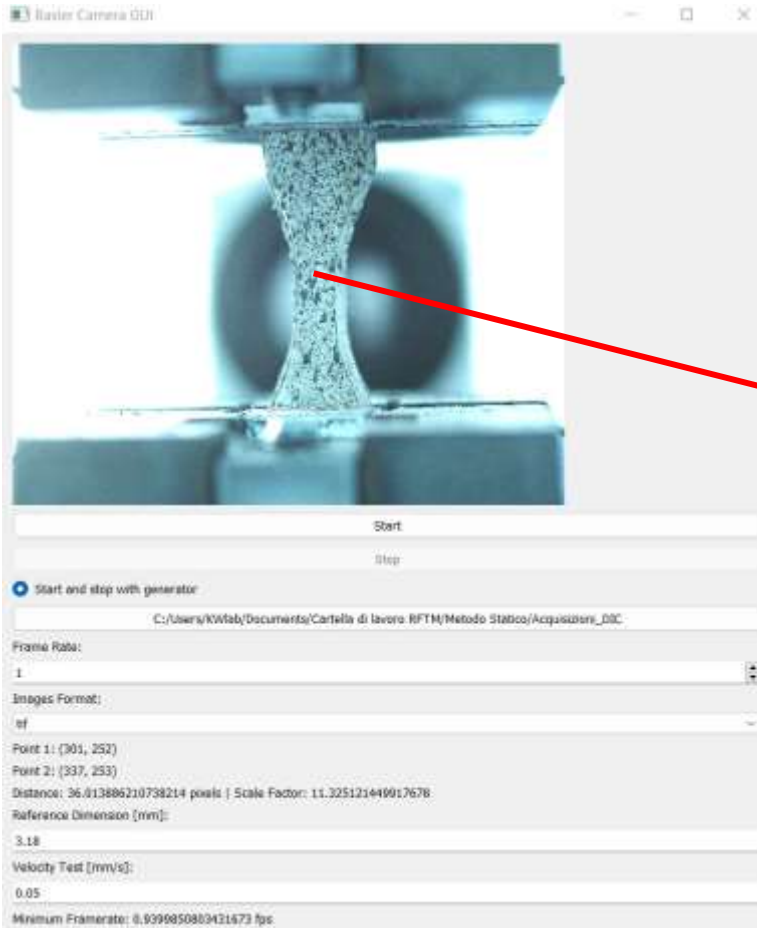 Basler Camera GUI
Start
Stop
Start and stop with generator
C:/Users/KWlab/Documents/Cartella di lavoro RFTM/Metodo Statico/Acquisizioni_DIC
Frame Rate:
1
Images Format:
tif
Point 1: (301, 252)
Point 2: (337, 253)
Distance: 36.013886210738214 pixels | Scale Factor: 11.325121449917678
Reference Dimension [mm]:
3.18
Velocity Test [mm/s]:
0.05
Minimum Framerate: 0.9399850803431673 fps